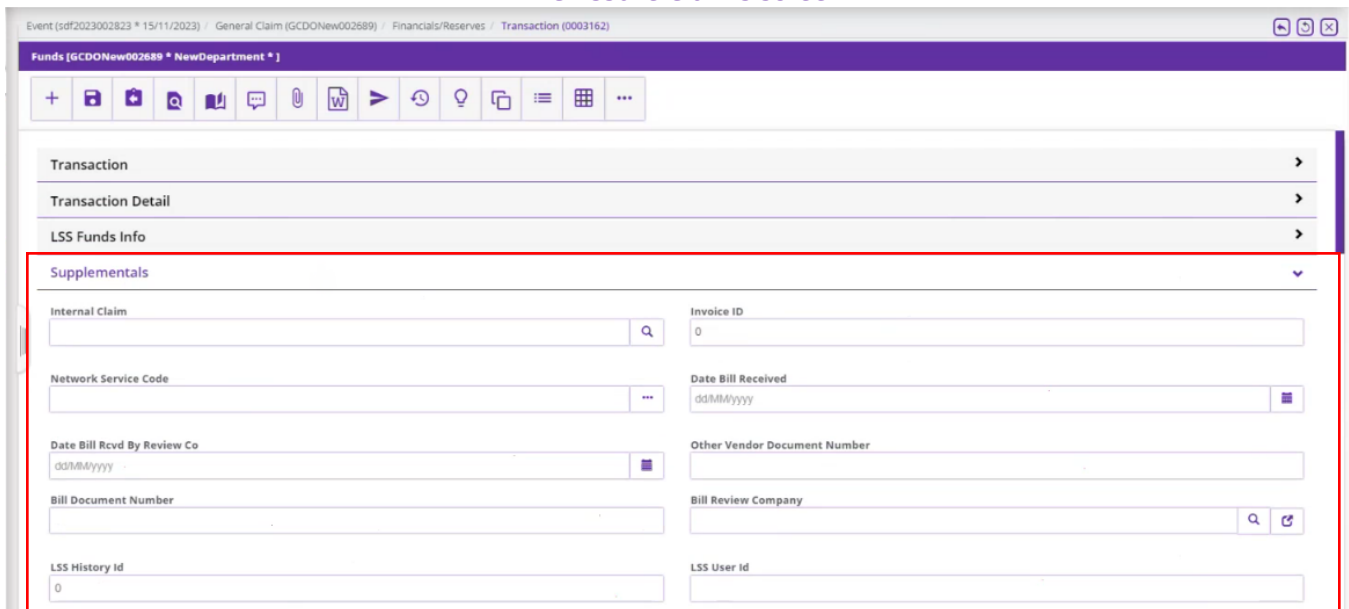 Event (sdf2023002823 * 15/11/2023) / General Claim (GCDONew002689) / Financials/Reserves / Transaction (0003162)
Funds [GCDONew002689 * NewDepartment * ]
Transaction
Transaction Detail
LSS Funds Info
Supplementals
Internal Claim
Invoice ID
0
Network Service Code
Date Bill Received
dd/MM/yyyy
Date Bill Rcvd By Review Co
Other Vendor Document Number
dd/MM/yyyy
Bill Document Number
Bill Review Company
LSS History Id
LSS User Id
0